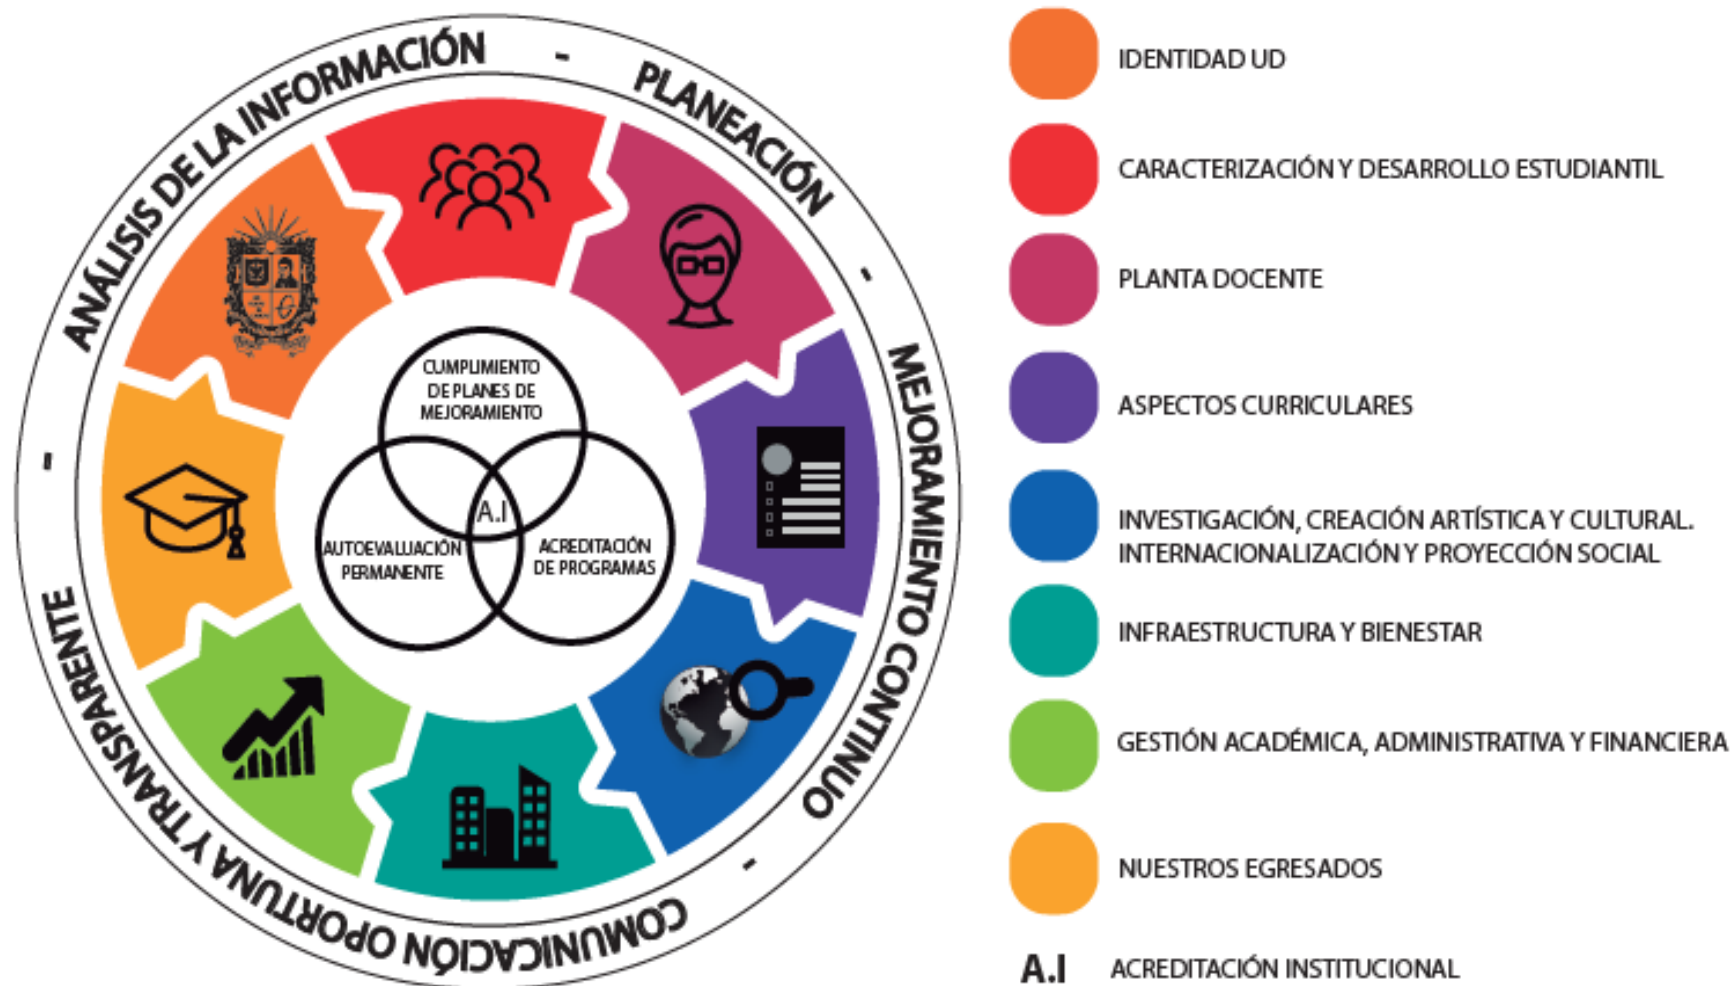 ANÁLISIS DE LA INFORMACIÓN - PLANEACIÓN - MEJORAMIENTO CONTINUO - COMUNICACIÓN OPORTUNA Y TRANSPARENTE -
CUMPLIMIENTO
DE PLANES DE
MEJORAMIENTO
A.I
AUTOEVALUACIÓN
PERMANENTE
ACREDITACIÓN
DE PROGRAMAS
IDENTIDAD UD
CARACTERIZACIÓN Y DESARROLLO ESTUDIANTIL
PLANTA DOCENTE
ASPECTOS CURRICULARES
INVESTIGACIÓN, CREACIÓN ARTÍSTICA Y CULTURAL.
INTERNACIONALIZACIÓN Y PROYECCIÓN SOCIAL
INFRAESTRUCTURA Y BIENESTAR
GESTIÓN ACADÉMICA, ADMINISTRATIVA Y FINANCIERA
NUESTROS EGRESADOS
A.I ACREDITACIÓN INSTITUCIONAL